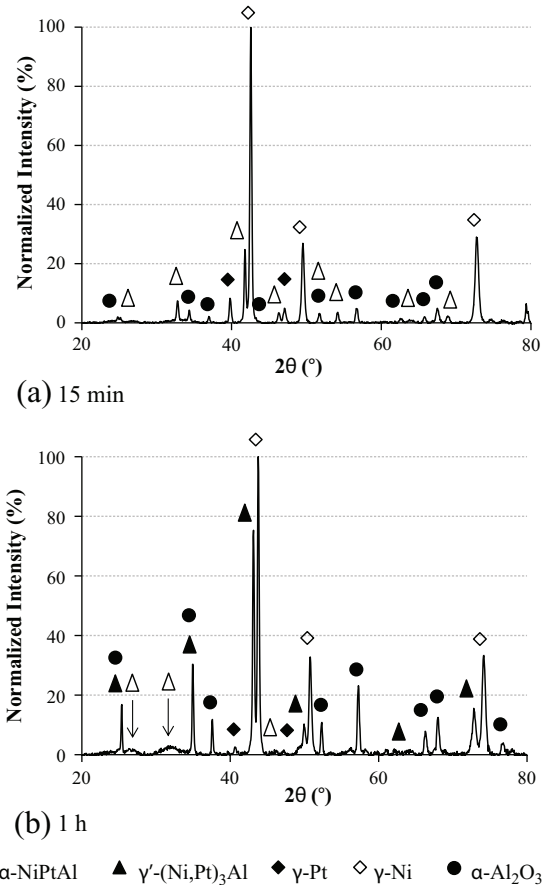 Normalized Intensity (%)
100
80
60
40
20
0
20 40 60 80
2θ (°)
(a) 15 min
Normalized Intensity (%)
100
80
60
40
20
0
20 40 60 80
2θ (°)
(b) 1 h
α-NiPtAl γ′-(Ni,Pt)₃Al γ-Pt γ-Ni α-Al₂O₃